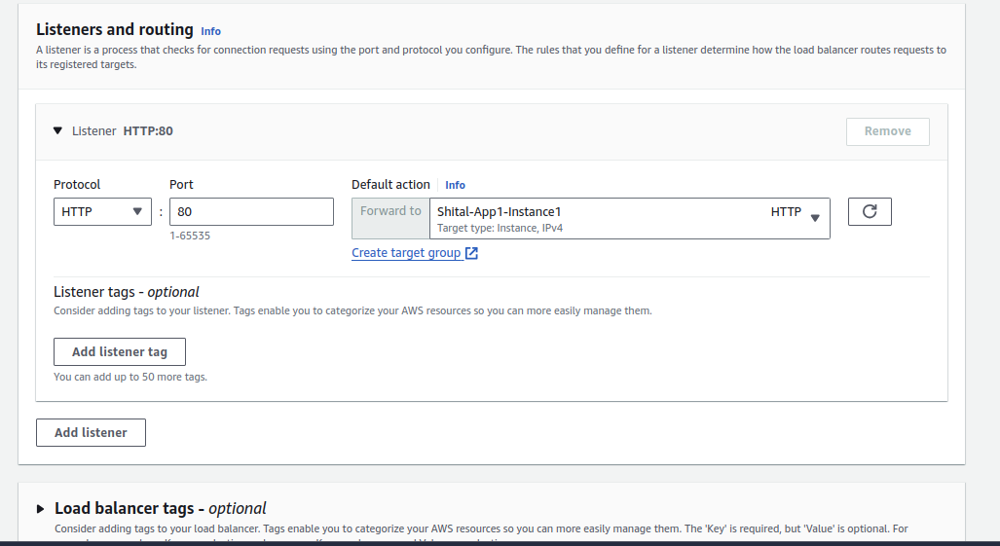 Listeners and routing Info
A listener is a process that checks for connection requests using the port and protocol you configure. The rules that you define for a listener determine how the load balancer routes requests to
its registered targets.
Listener HTTP:80
Remove
Protocol Port Default action Info
HTTP : 80 Forward to Shital-App1-Instance1 HTTP
Target type: Instance, IPv4
1-65535
Create target group
Listener tags - optional
Consider adding tags to your listener. Tags enable you to categorize your AWS resources so you can more easily manage them.
Add listener tag
You can add up to 50 more tags.
Add listener
Load balancer tags - optional
Consider adding tags to your load balancer. Tags enable you to categorize your AWS resources so you can more easily manage them. The 'Key' is required, but 'Value' is optional. For